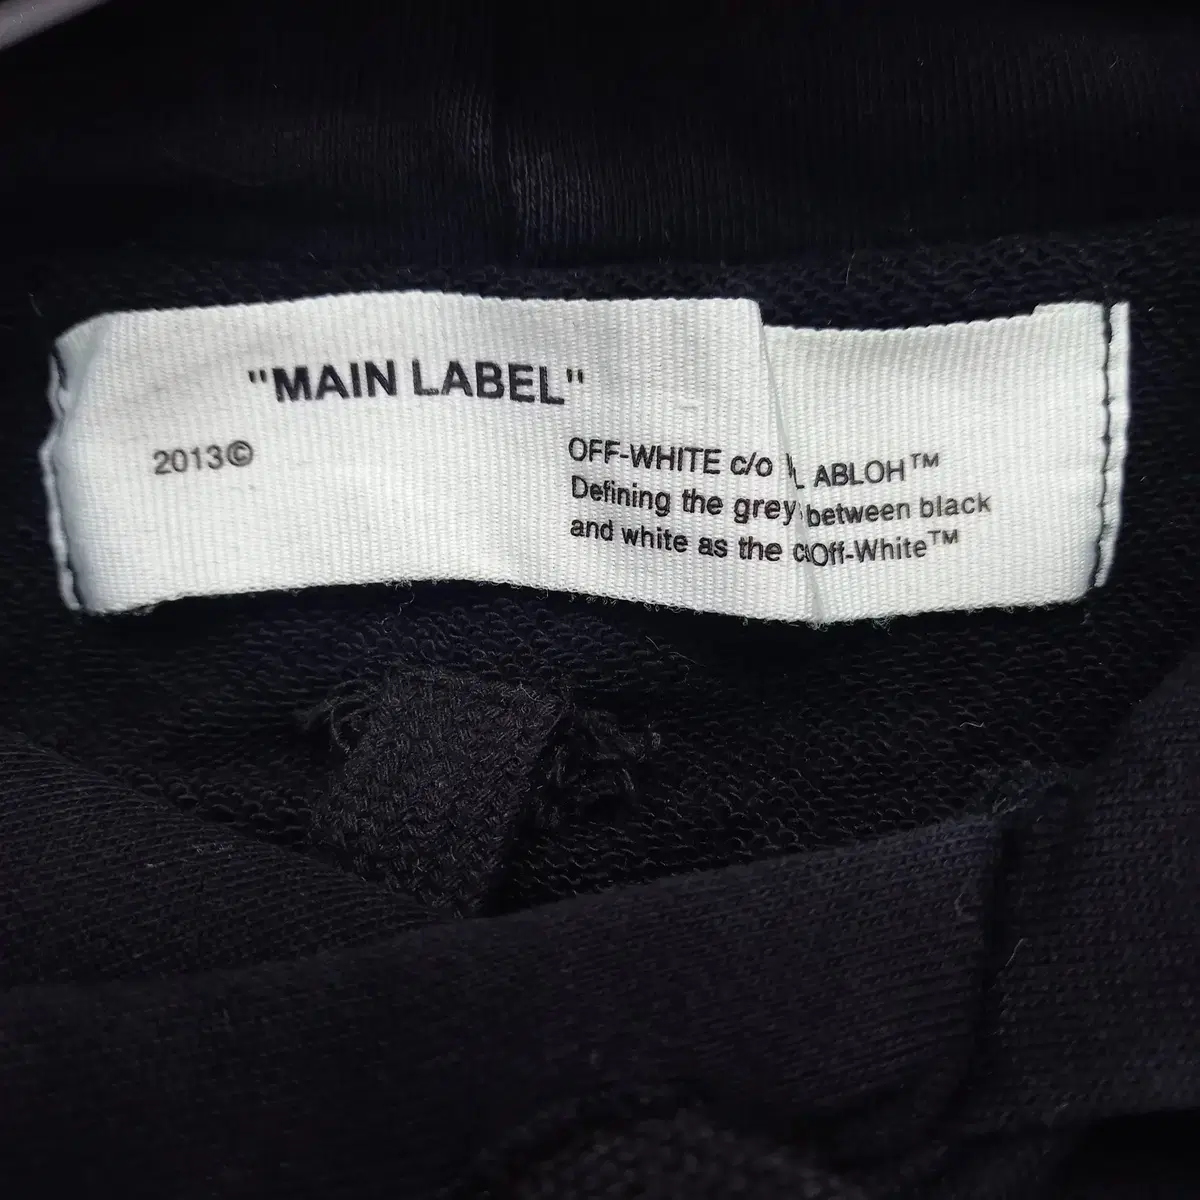 "MAIN LABEL"
2013©
OFF-WHITE c/o ABLOH™
Defining the grey between black
and white as the Off-White™